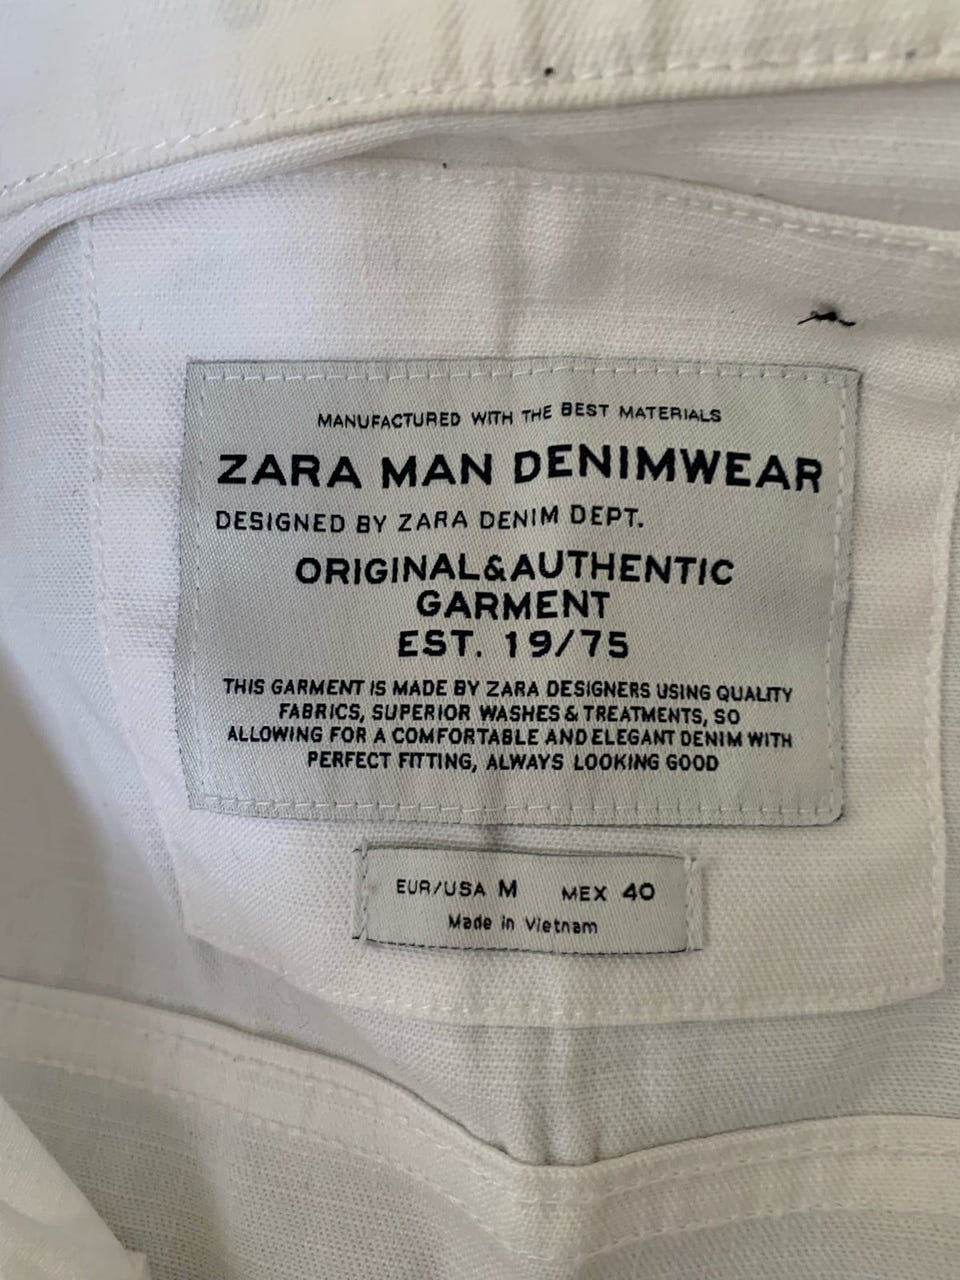 MANUFACTURED WITH THE BEST MATERIALS
ZARA MAN DENIMWEAR
DESIGNED BY ZARA DENIM DEPT.
ORIGINAL&AUTHENTIC
GARMENT
EST. 19/75
THIS GARMENT IS MADE BY ZARA DESIGNERS USING QUALITY
FABRICS, SUPERIOR WASHES & TREATMENTS, SO
ALLOWING FOR A COMFORTABLE AND ELEGANT DENIM WITH
PERFECT FITTING, ALWAYS LOOKING GOOD
EUR/USA M MEX 40
Made in Vietnam